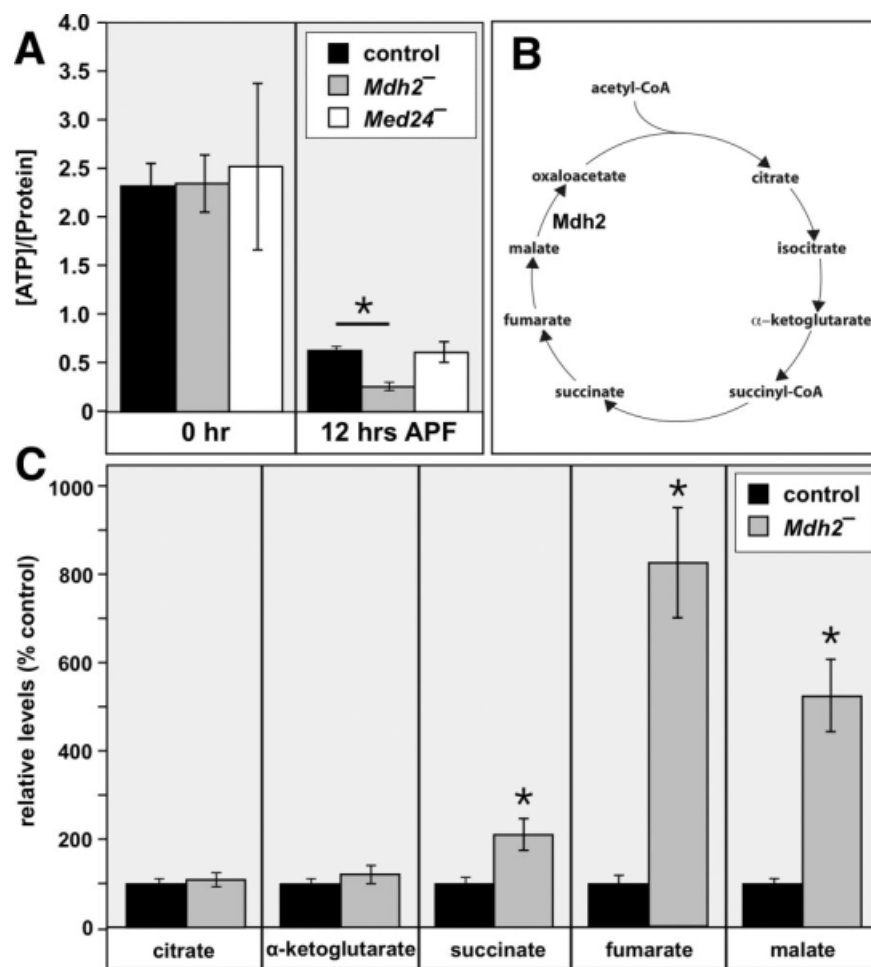 A
[ATP]/[Protein]
4.0
3.5
3.0
2.5
2.0
1.5
1.0
0.5
0
control
Mdh2⁻
Med24⁻
*
0 hr
12 hrs APF
B
acetyl-CoA
oxaloacetate
citrate
Mdh2
malate
isocitrate
fumarate
α–ketoglutarate
succinate
succinyl-CoA
C
relative levels (% control)
1000
800
600
400
200
0
control
Mdh2⁻
*
*
*
citrate
α-ketoglutarate
succinate
fumarate
malate